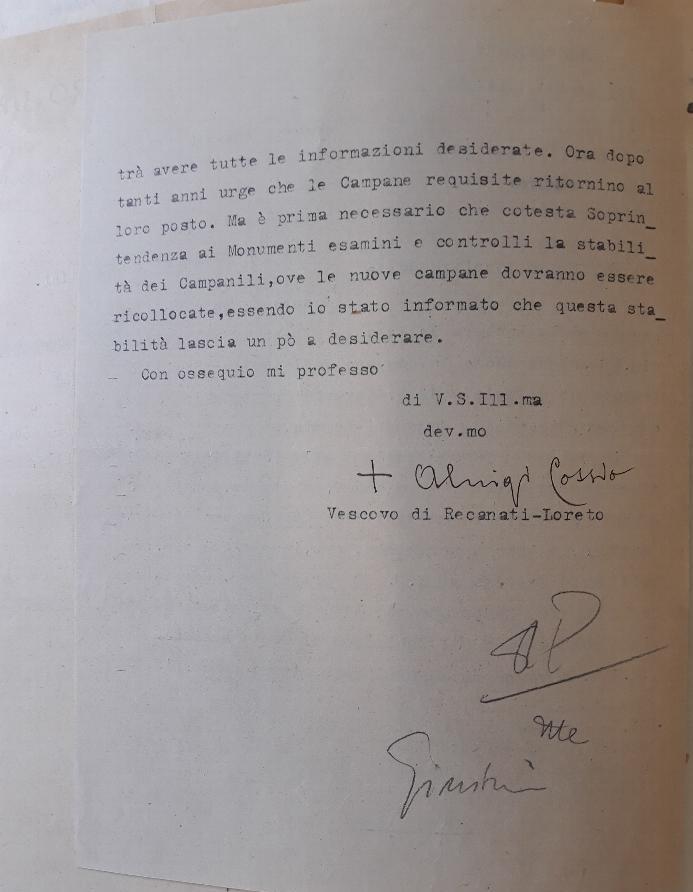 trà avere tutte le informazioni desiderate. Ora dopo
tanti anni urge che le Campane requisite ritornino al
loro posto. Ma è prima necessario che cotesta Soprin_
tendenza ai Monumenti esamini e controlli la stabili_
tà dei Campanili,ove le nuove campane dovranno essere
ricollocate,essendo io stato informato che questa sta_
bilità lascia un pò a desiderare.
Con ossequio mi professo
di V.S.Ill.ma
dev.mo
+ Aluigi Cossio
Vescovo di Recanati-Loreto